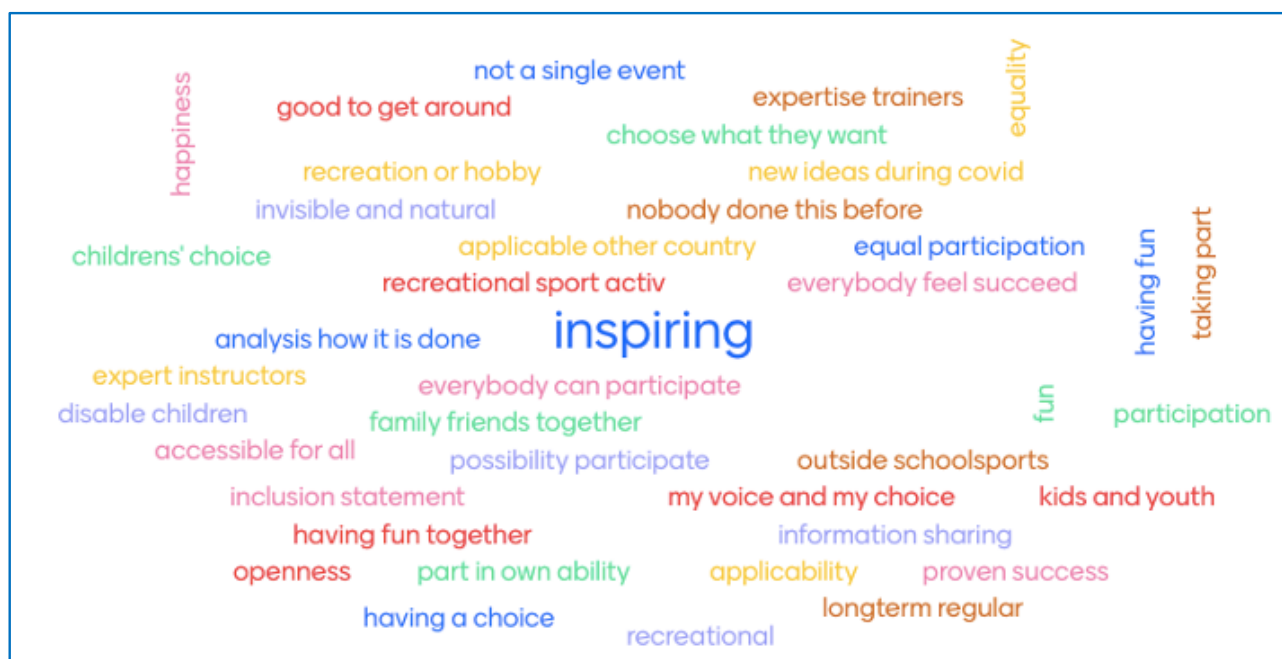 not a single event
equality
happiness
good to get around
expertise trainers
choose what they want
recreation or hobby
new ideas during covid
invisible and natural
nobody done this before
taking part
childrens' choice
applicable other country
equal participation
having fun
recreational sport activ
everybody feel succeed
inspiring
analysis how it is done
expert instructors
everybody can participate
fun
disable children
family friends together
participation
accessible for all
possibility participate
outside schoolsports
inclusion statement
my voice and my choice
kids and youth
having fun together
information sharing
openness
part in own ability
applicability
proven success
having a choice
longterm regular
recreational